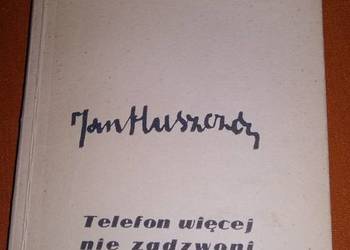 Jan Huszcza
Telefon więcej
nie zadzwoni